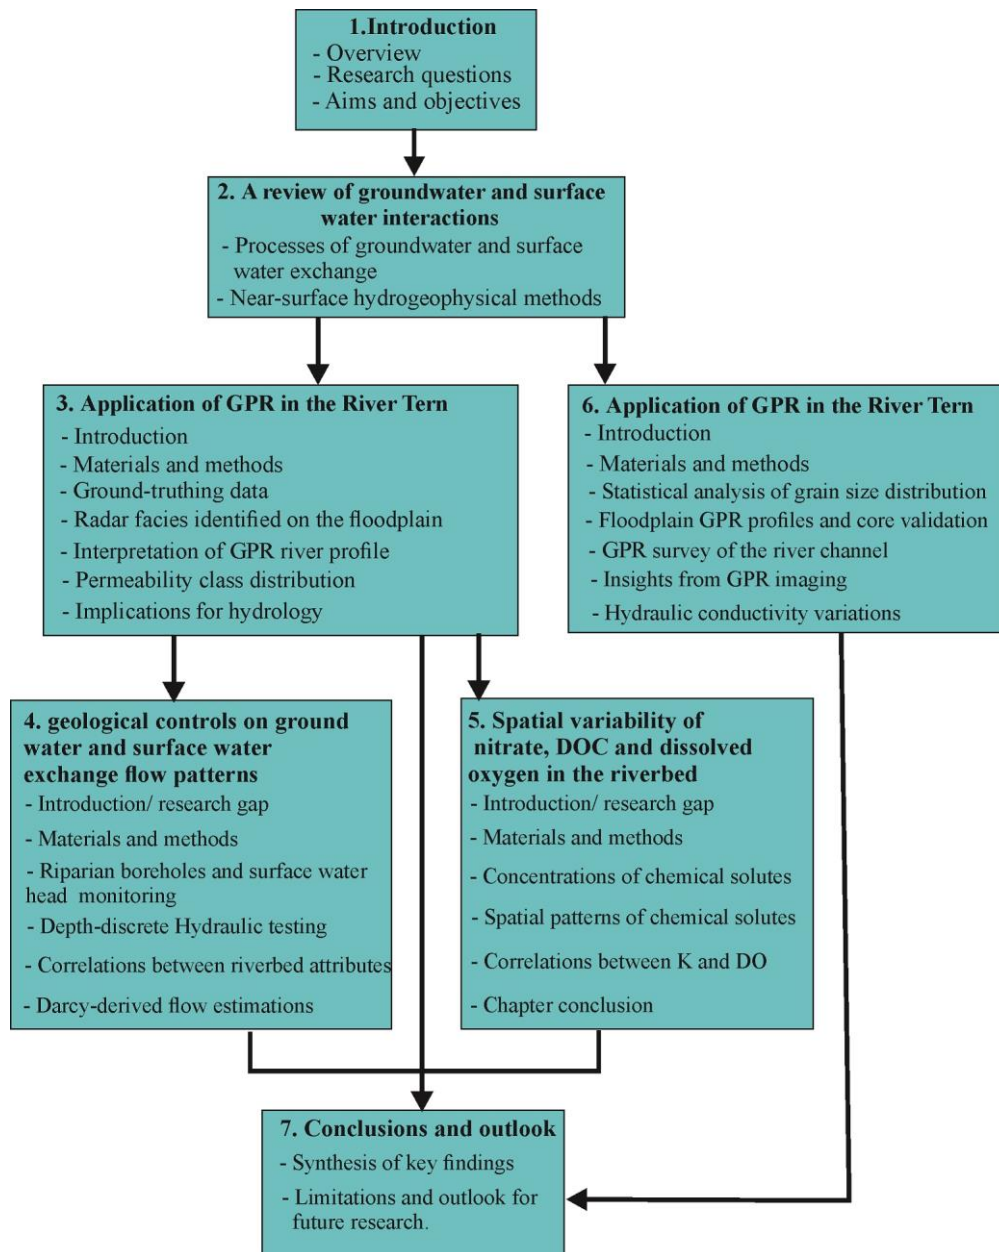 1.Introduction
- Overview
- Research questions
- Aims and objectives
2. A review of groundwater and surface
water interactions
- Processes of groundwater and surface
water exchange
- Near-surface hydrogeophysical methods
3. Application of GPR in the River Tern
- Introduction
- Materials and methods
- Ground-truthing data
- Radar facies identified on the floodplain
- Interpretation of GPR river profile
- Permeability class distribution
- Implications for hydrology
6. Application of GPR in the River Tern
- Introduction
- Materials and methods
- Statistical analysis of grain size distribution
- Floodplain GPR profiles and core validation
- GPR survey of the river channel
- Insights from GPR imaging
- Hydraulic conductivity variations
4. geological controls on ground
water and surface water
exchange flow patterns
- Introduction/ research gap
- Materials and methods
- Riparian boreholes and surface water
head monitoring
- Depth-discrete Hydraulic testing
- Correlations between riverbed attributes
- Darcy-derived flow estimations
5. Spatial variability of
nitrate, DOC and dissolved
oxygen in the riverbed
- Introduction/ research gap
- Materials and methods
- Concentrations of chemical solutes
- Spatial patterns of chemical solutes
- Correlations between K and DO
- Chapter conclusion
7. Conclusions and outlook
- Synthesis of key findings
- Limitations and outlook for
future research.